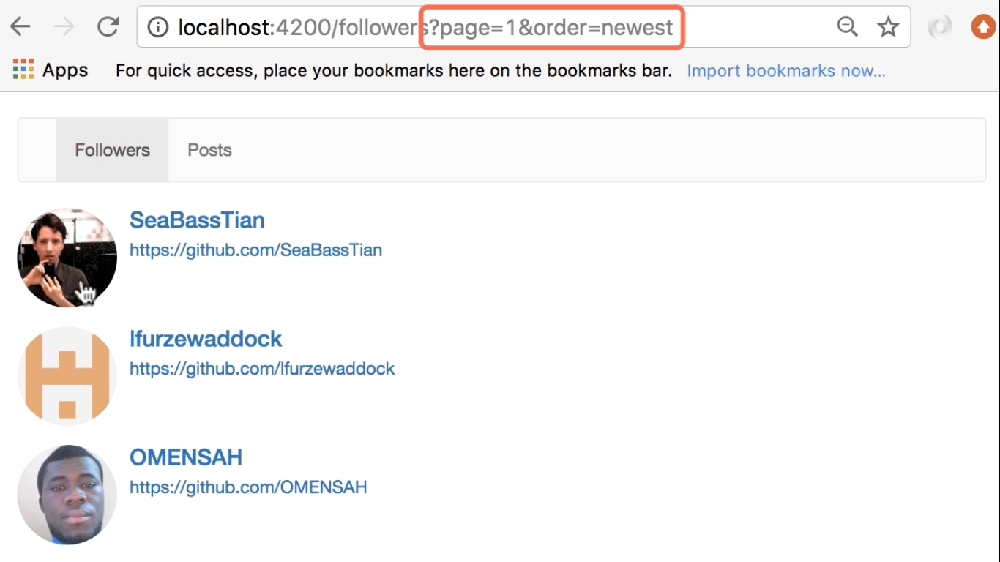 localhost:4200/followers?page=1&order=newest
Apps For quick access, place your bookmarks here on the bookmarks bar. Import bookmarks now...
Followers Posts
SeaBassTian
https://github.com/SeaBassTian
lfurzewaddock
https://github.com/lfurzewaddock
OMENSAH
https://github.com/OMENSAH